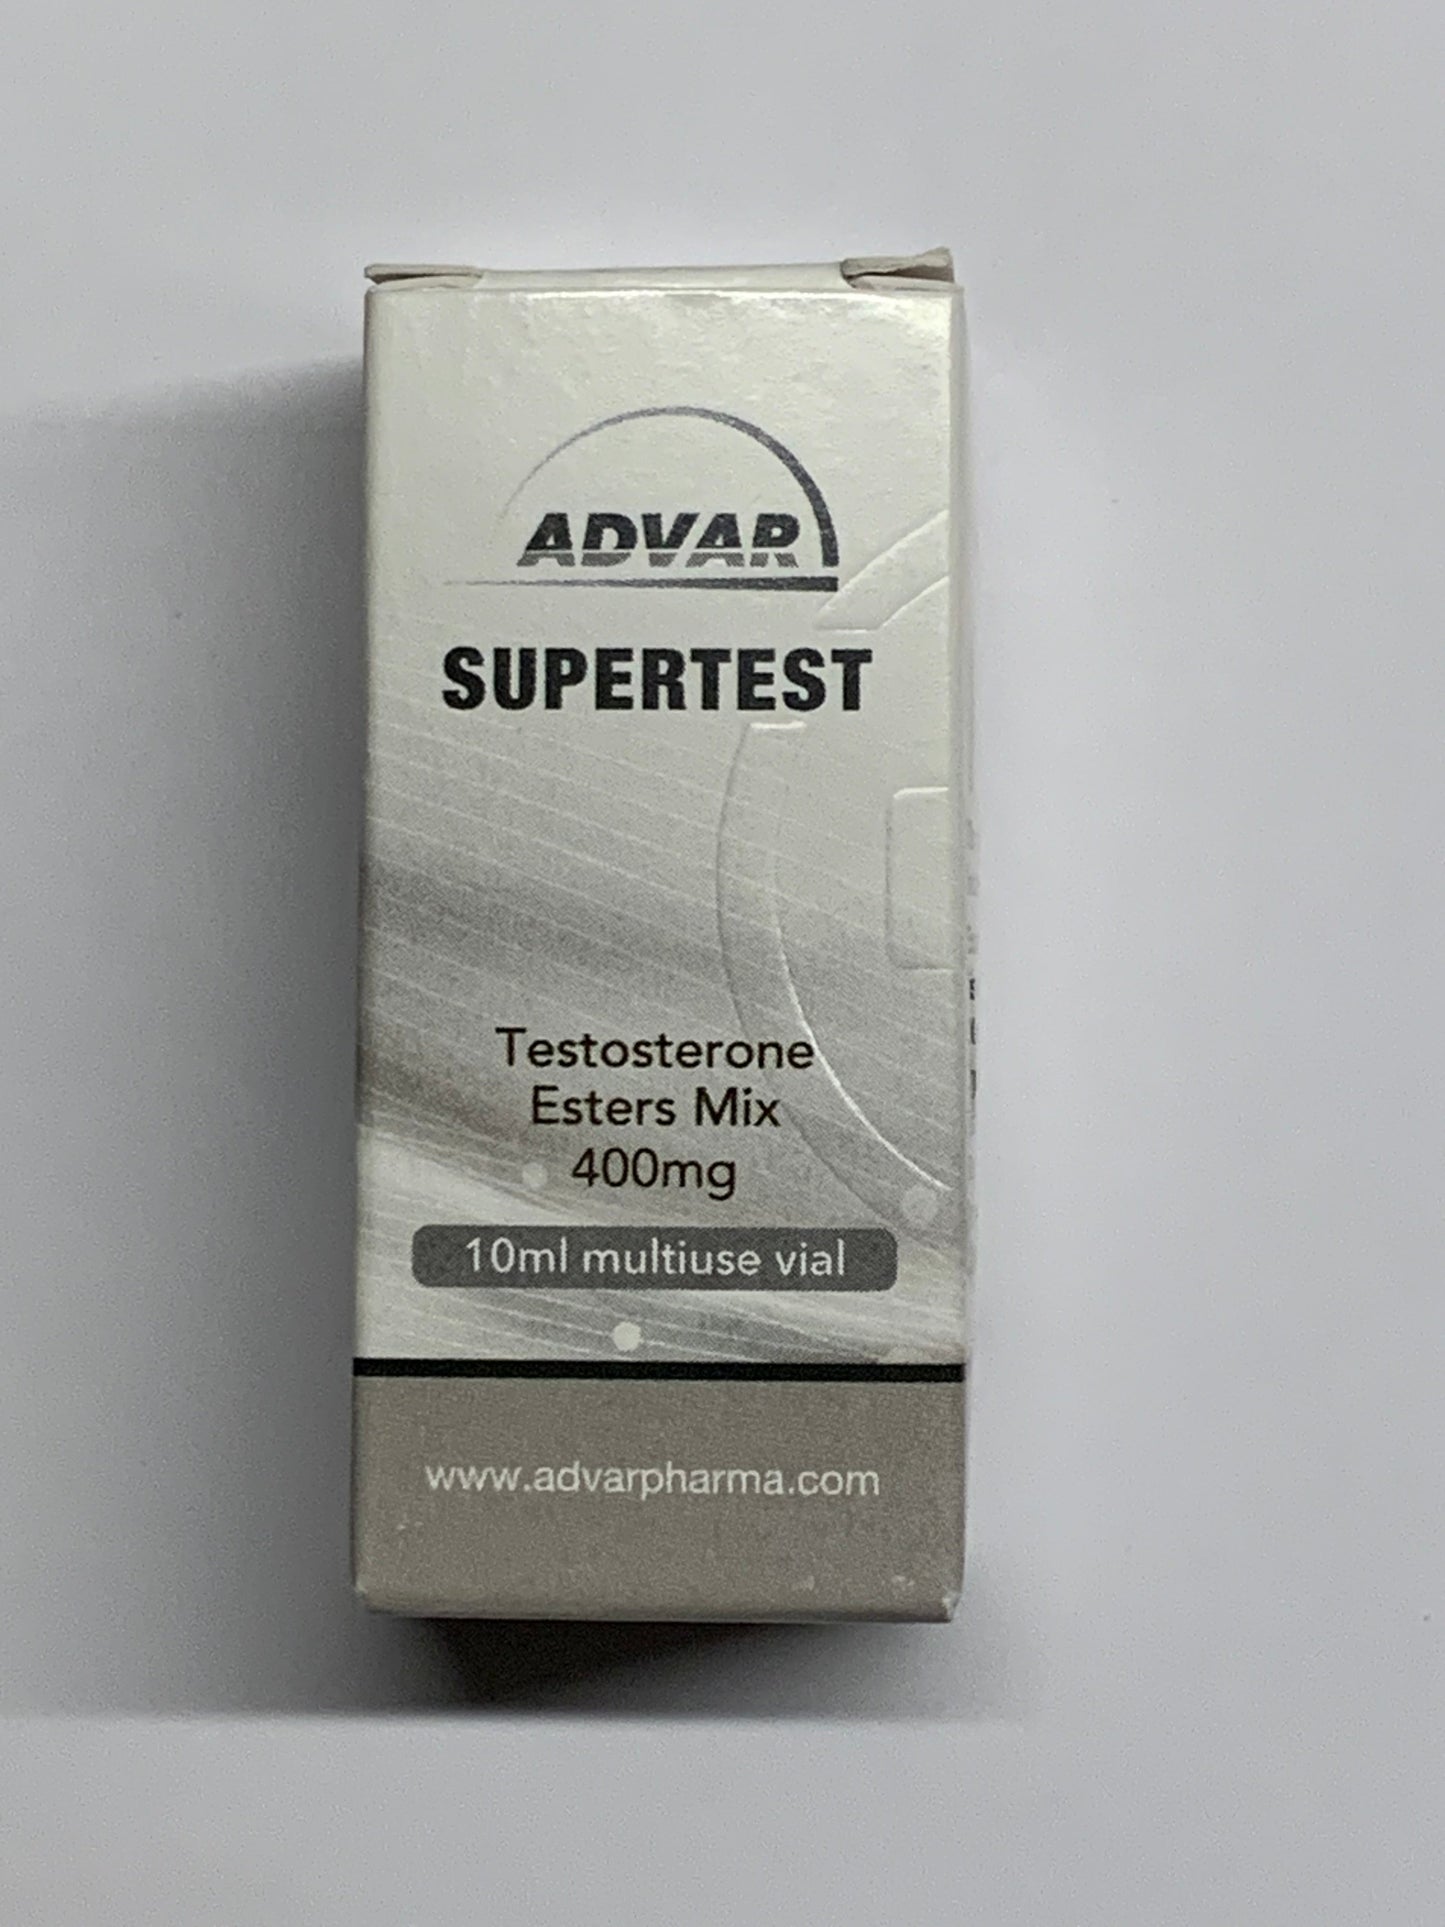 ADVAR
SUPERTEST
Testosterone
Esters Mix
400mg
10ml multiuse vial
www.advarpharma.com